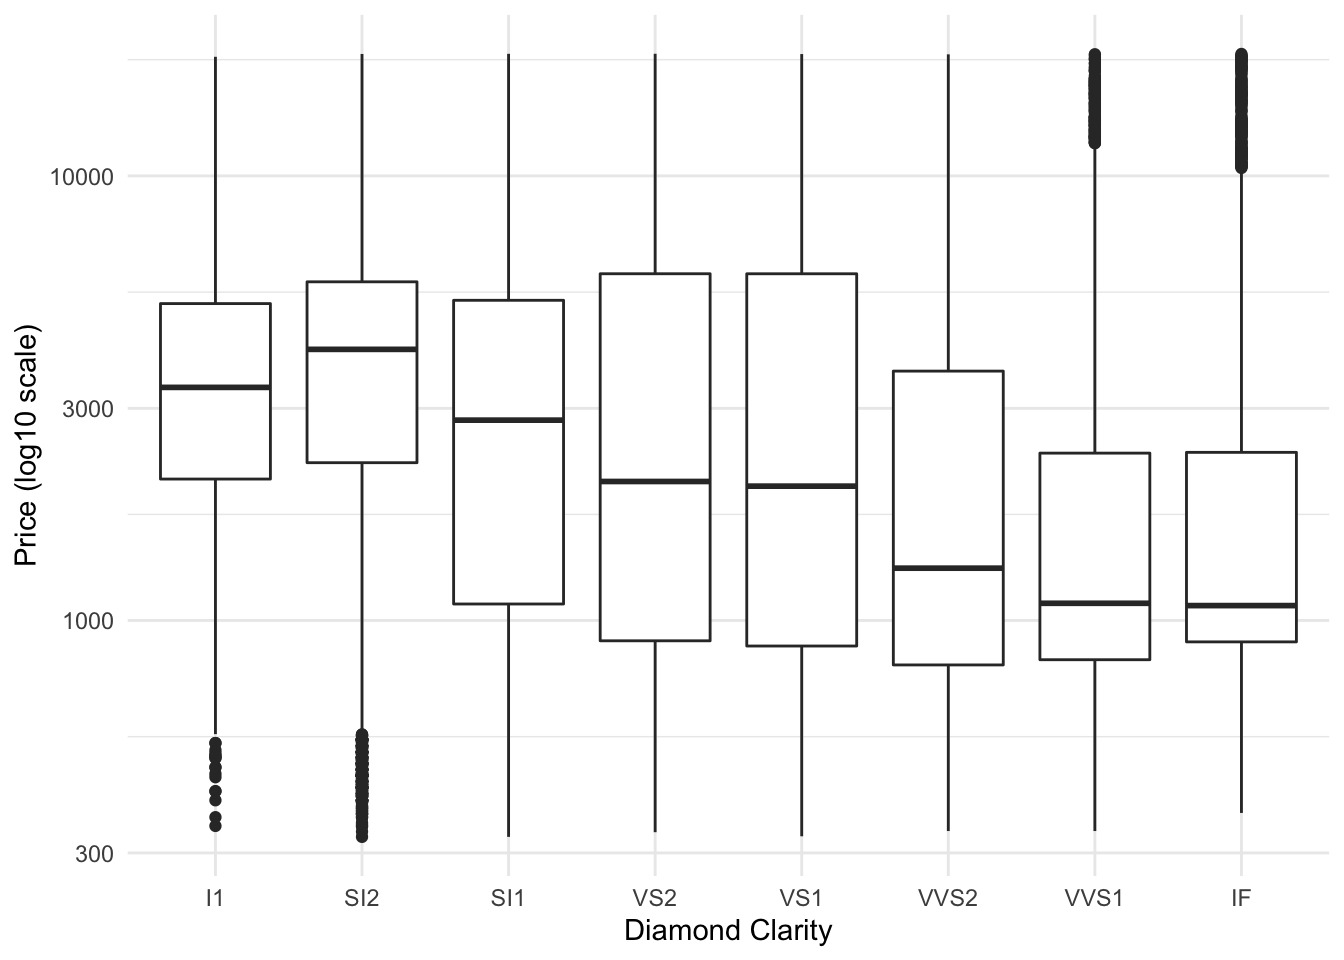 Price (log10 scale)
10000
3000
1000
300
I1 SI2 SI1 VS2 VS1 VVS2 VVS1 IF
Diamond Clarity